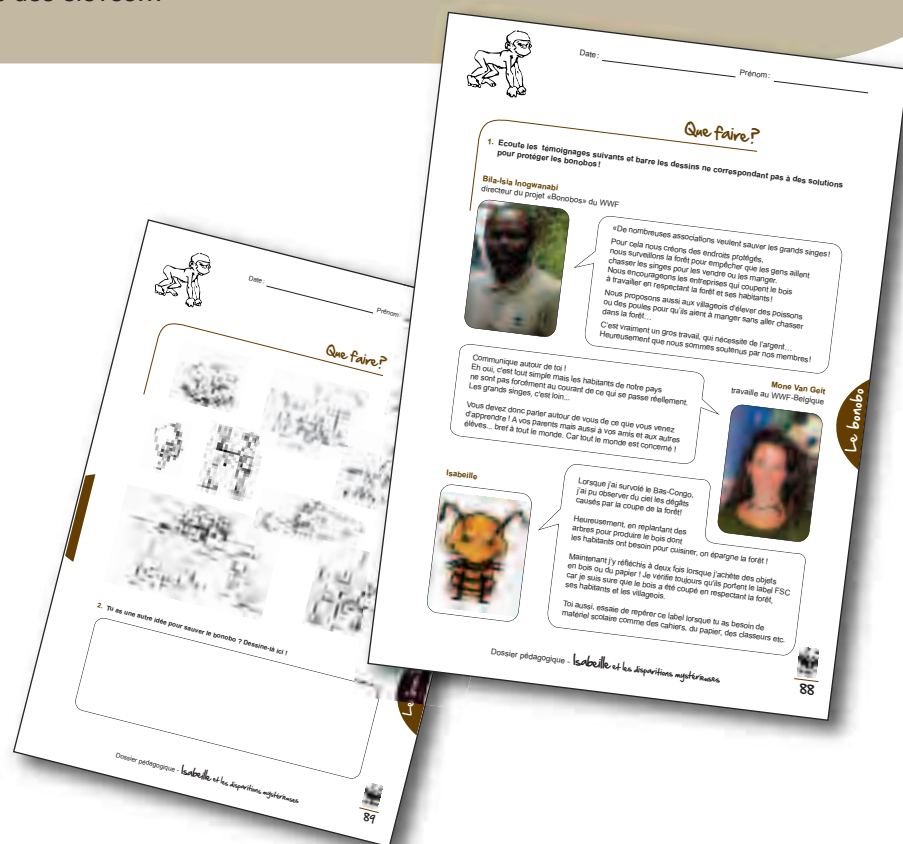 Date:
Prénom:
Que faire?
1. Ecoute les témoignages suivants et barre les dessins ne correspondant pas à des solutions
pour protéger les bonobos!
Bila-Isia Inogwanabi
directeur du projet «Bonobos» du WWF
«De nombreuses associations veulent sauver les grands singes!
Pour cela nous créons des endroits protégés,
nous surveillons la forêt pour empêcher que les gens aillent
chasser les singes pour les vendre ou les manger.
Nous encourageons les entreprises qui coupent le bois
à travailler en respectant la forêt et ses habitants!
Nous proposons aussi aux villageois d'élever des poissons
ou des poules pour qu'ils aient à manger sans aller chasser
dans la forêt…
C'est vraiment un gros travail, qui nécessite de l'argent…
Heureusement que nous sommes soutenus par nos membres!
Communique autour de toi !
Eh oui, c'est tout simple mais les habitants de notre pays
ne sont pas forcément au courant de ce qui se passe réellement.
Les grands singes, c'est loin...
Vous devez donc parler autour de vous de ce que vous venez
d'apprendre ! A vos parents mais aussi à vos amis et aux autres
élèves... bref à tout le monde. Car tout le monde est concerné !
Mone Van Gelt
travaille au WWF-Belgique
Le bonobo
Isabeille
Lorsque j'ai survolé le Bas-Congo,
j'ai pu observer du ciel les dégâts
causés par la coupe de la forêt!
Heureusement, en replantant des
arbres pour produire le bois dont
les habitants ont besoin pour cuisiner, on épargne la forêt !
Maintenant j'y réfléchis à deux fois lorsque j'achète des objets
en bois ou du papier ! Je vérifie toujours qu'ils portent le label FSC
car je suis sure que le bois a été coupé en respectant la forêt,
ses habitants et les villageois.
Toi aussi, essaie de repérer ce label lorsque tu as besoin de
matériel scolaire comme des cahiers, du papier, des classeurs etc.
Dossier pédagogique - Isabeille et les disparitions mystérieuses
88
Date:
Prénom
Que faire?
2. Tu as une autre idée pour sauver le bonobo ? Dessine-là ici !
Le
Dossier pédagogique - Isabeille et les disparitions mystérieuses
89